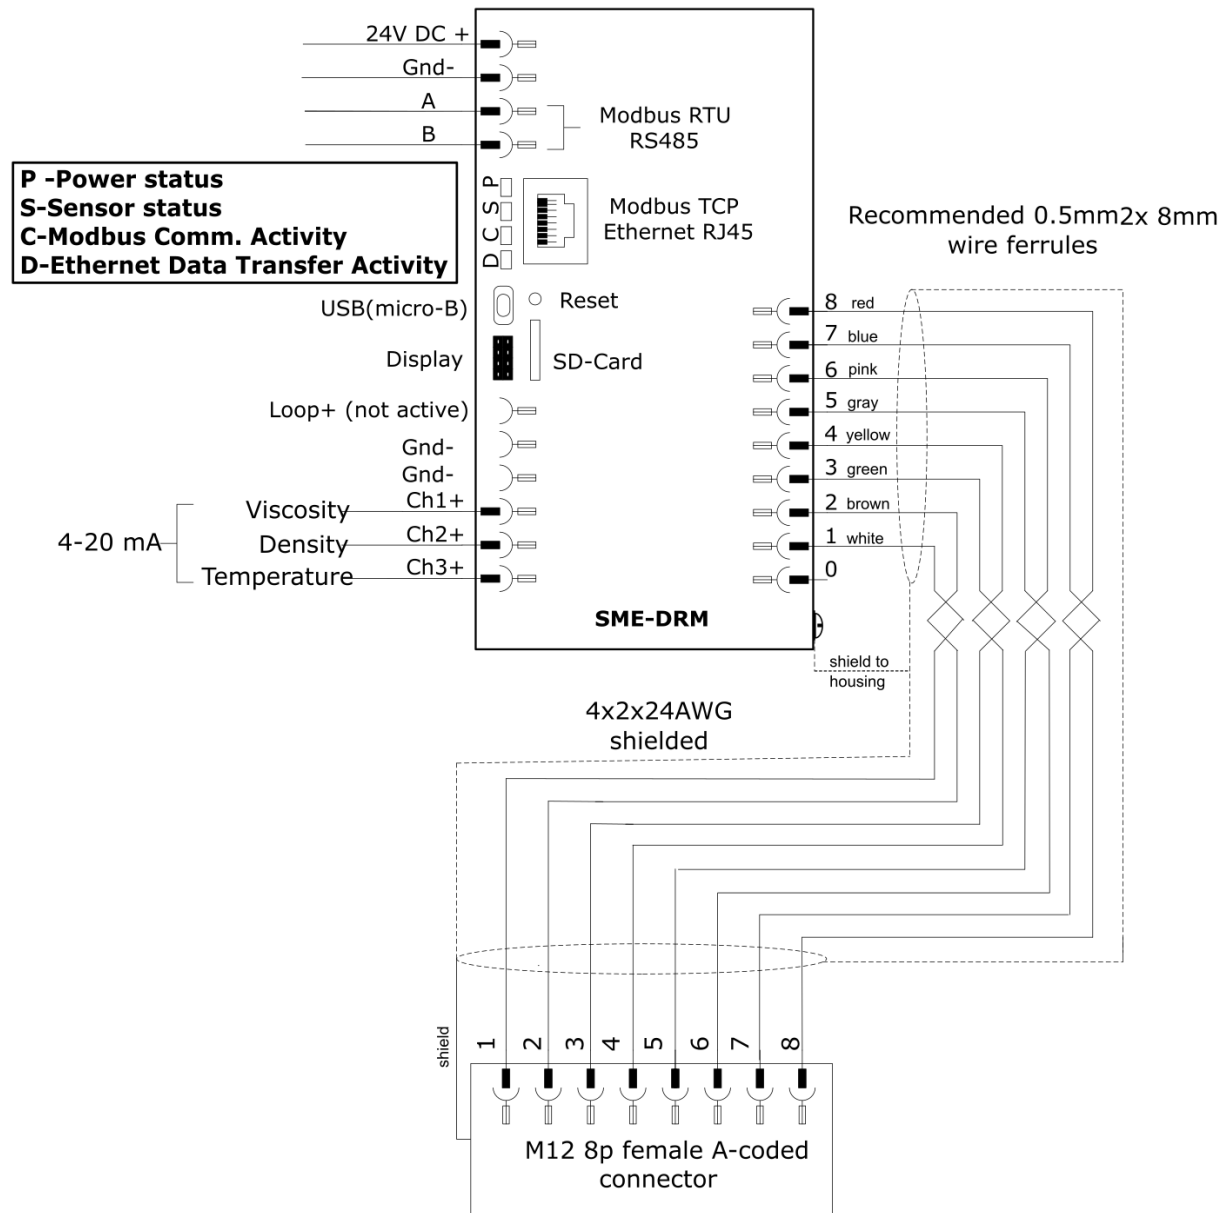 24V DC +
Gnd-
A
B
Modbus RTU
RS485
P -Power status
S-Sensor status
C-Modbus Comm. Activity
D-Ethernet Data Transfer Activity
P
S
C
D
Modbus TCP
Ethernet RJ45
Recommended 0.5mm2x 8mm
wire ferrules
USB(micro-B)
Reset
Display
SD-Card
Loop+ (not active)
Gnd-
Gnd-
4-20 mA
Viscosity
Ch1+
Density
Ch2+
Temperature
Ch3+
8 red
7 blue
6 pink
5 gray
4 yellow
3 green
2 brown
1 white
0
SME-DRM
shield to
housing
4x2x24AWG
shielded
shield
1 2 3 4 5 6 7 8
M12 8p female A-coded
connector